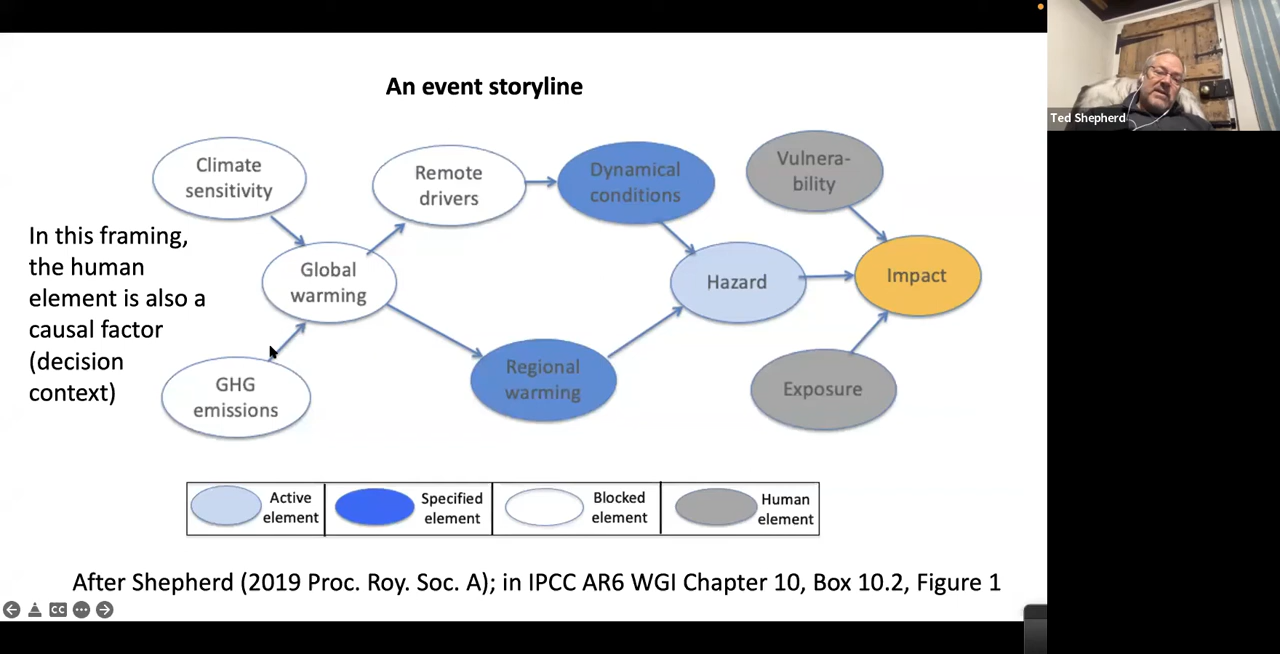 An event storyline
Climate
sensitivity
Remote
drivers
Dynamical
conditions
Vulnera-
bility
In this framing,
the human
element is also a
causal factor
(decision
context)
Global
warming
Hazard
Impact
GHG
emissions
Regional
warming
Exposure
Active
element
Specified
element
Blocked
element
Human
element
After Shepherd (2019 Proc. Roy. Soc. A); in IPCC AR6 WGI Chapter 10, Box 10.2, Figure 1
CC
Ted Shepherd